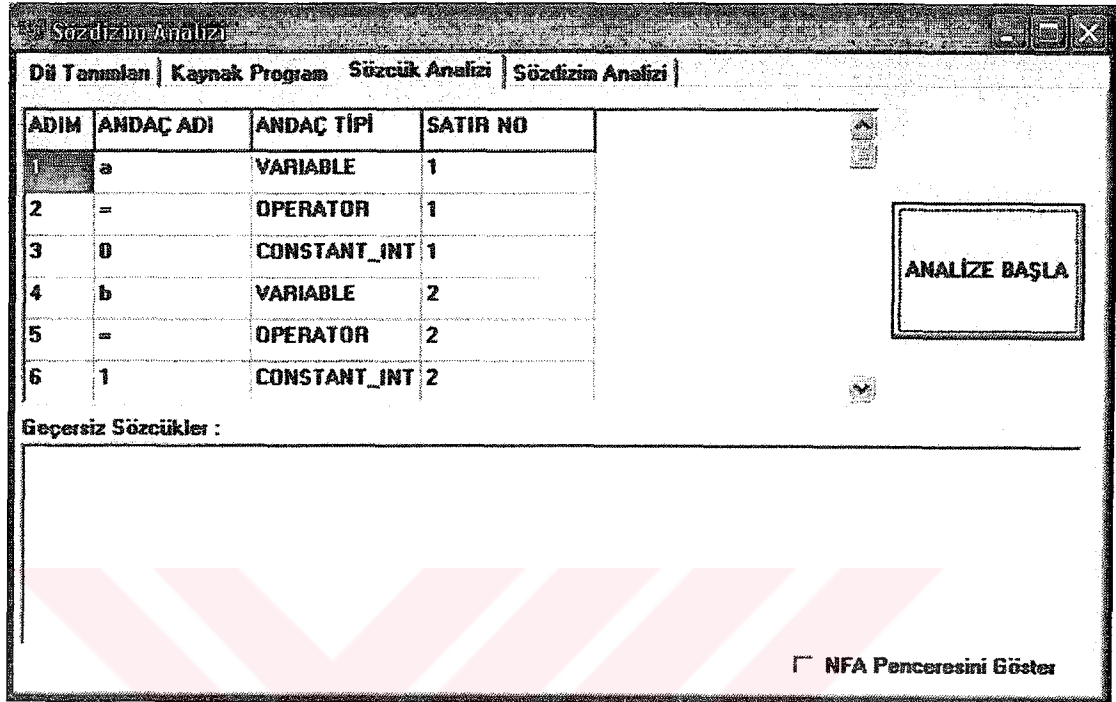 Sözdizim Analizi
Dil Tanımları | Kaynak Program Sözcük Analizi | Sözdizim Analizi |
ADIM ANDAÇ ADI ANDAÇ TİPİ SATIR NO
1 a VARIABLE 1
2 = OPERATOR 1
3 0 CONSTANT_INT 1
4 b VARIABLE 2
5 = OPERATOR 2
6 1 CONSTANT_INT 2
ANALİZE BAŞLA
Geçersiz Sözcükler :
NFA Penceresini Göster